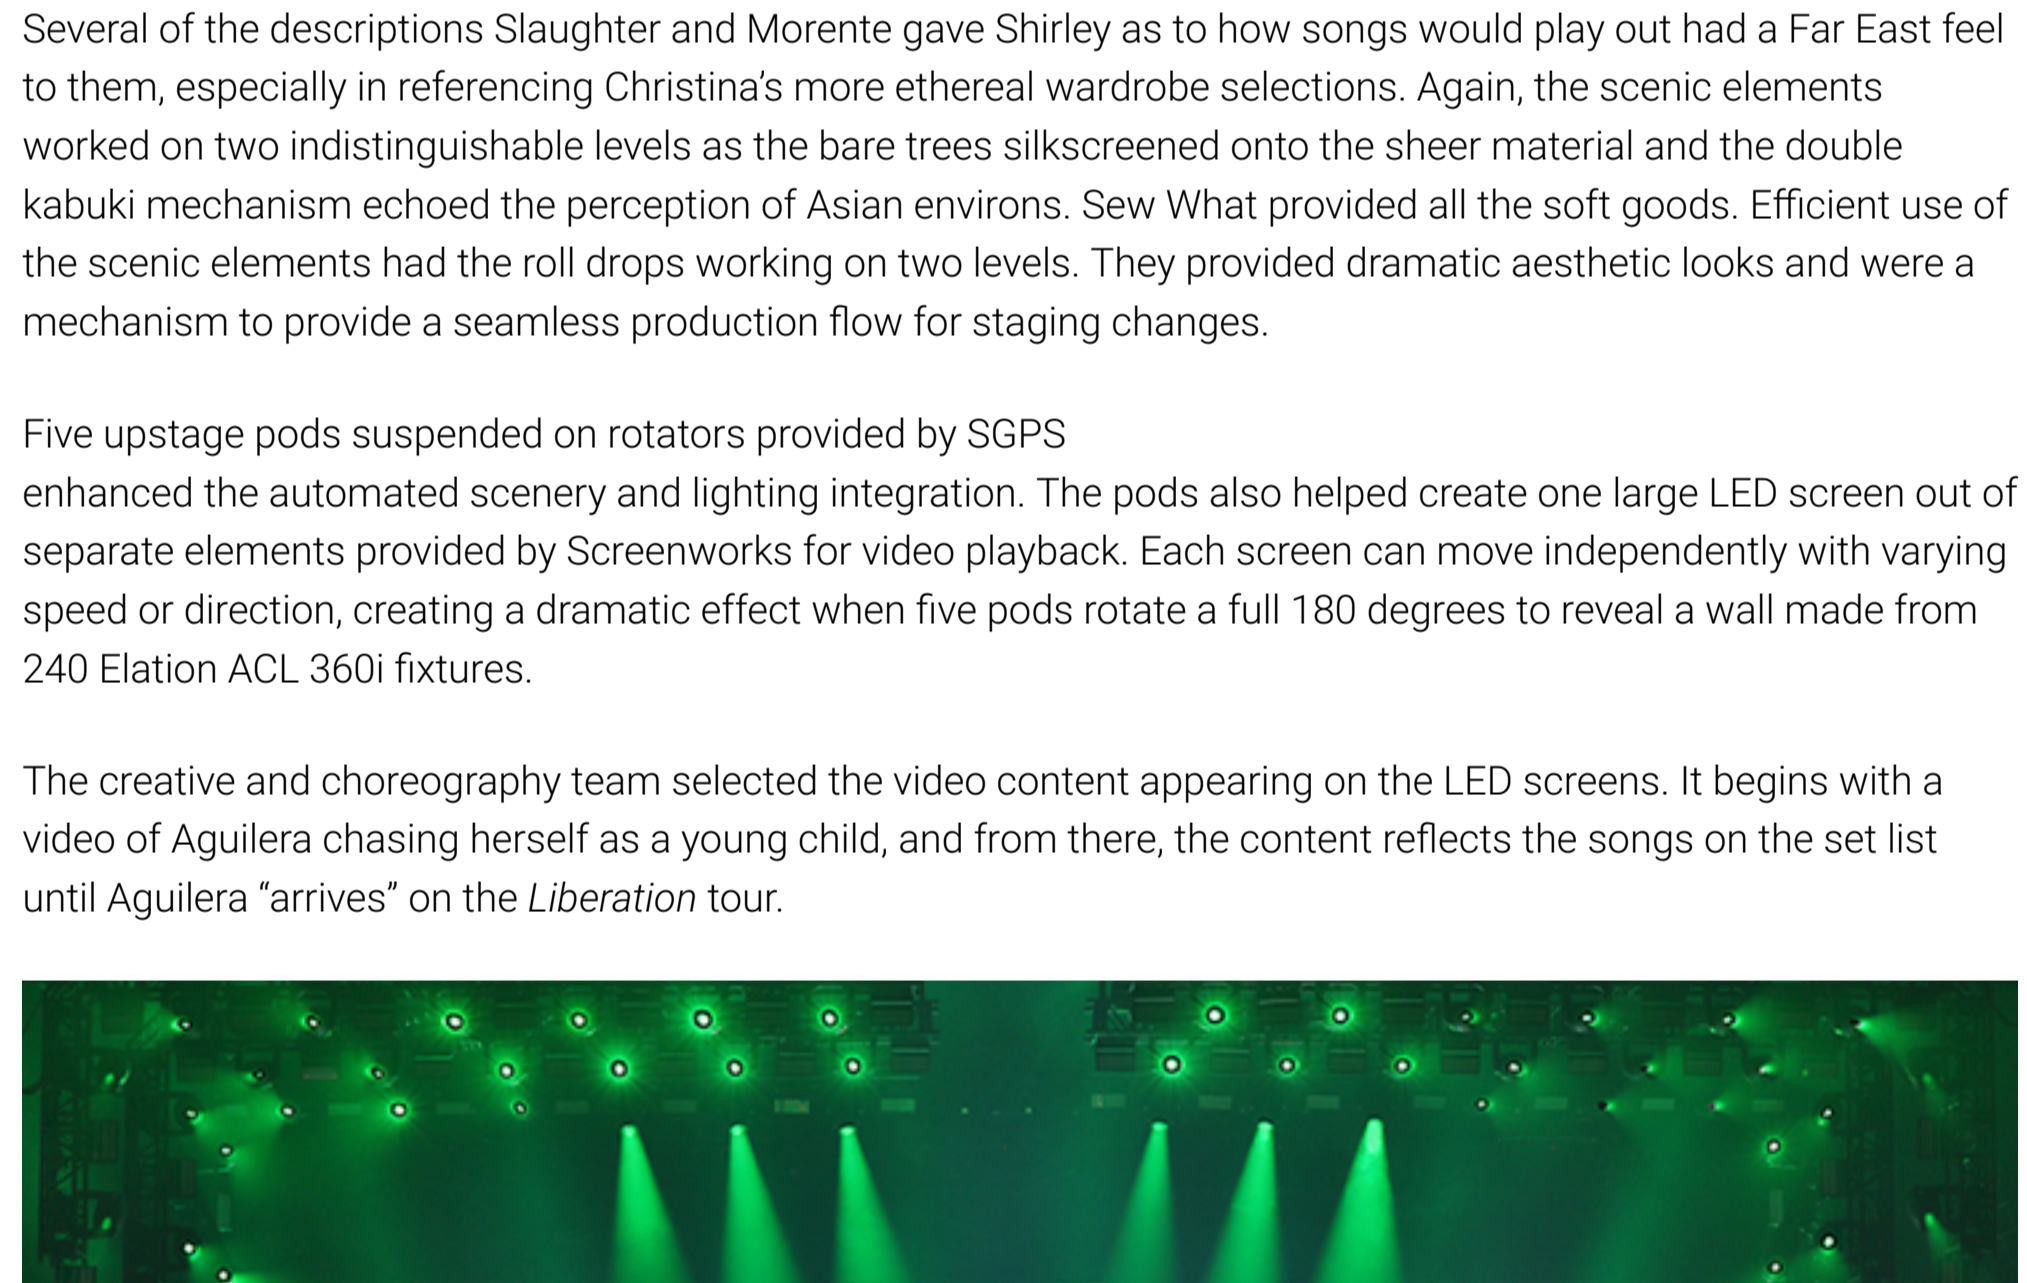 Several of the descriptions Slaughter and Morente gave Shirley as to how songs would play out had a Far East feel
to them, especially in referencing Christina’s more ethereal wardrobe selections. Again, the scenic elements
worked on two indistinguishable levels as the bare trees silkscreened onto the sheer material and the double
kabuki mechanism echoed the perception of Asian environs. Sew What provided all the soft goods. Efficient use of
the scenic elements had the roll drops working on two levels. They provided dramatic aesthetic looks and were a
mechanism to provide a seamless production flow for staging changes.
Five upstage pods suspended on rotators provided by SGPS
enhanced the automated scenery and lighting integration. The pods also helped create one large LED screen out of
separate elements provided by Screenworks for video playback. Each screen can move independently with varying
speed or direction, creating a dramatic effect when five pods rotate a full 180 degrees to reveal a wall made from
240 Elation ACL 360i fixtures.
The creative and choreography team selected the video content appearing on the LED screens. It begins with a
video of Aguilera chasing herself as a young child, and from there, the content reflects the songs on the set list
until Aguilera “arrives” on the Liberation tour.